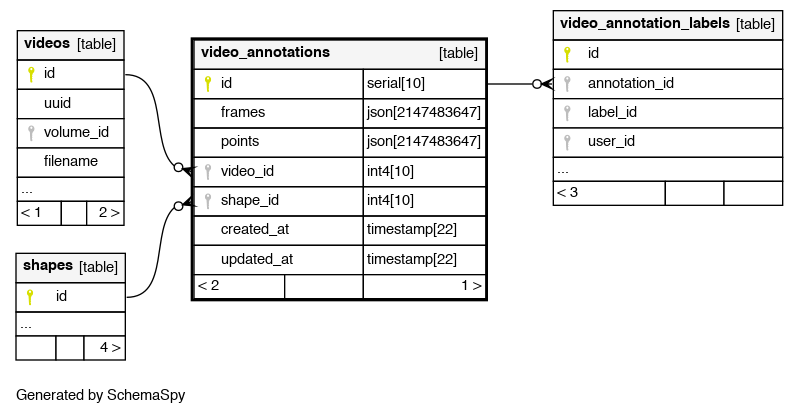 videos [table]
id
uuid
volume_id
filename
...
< 1 2 >
shapes [table]
id
...
4 >
video_annotations [table]
id serial[10]
frames json[2147483647]
points json[2147483647]
video_id int4[10]
shape_id int4[10]
created_at timestamp[22]
updated_at timestamp[22]
< 2 1 >
video_annotation_labels [table]
id
annotation_id
label_id
user_id
...
< 3
Generated by SchemaSpy